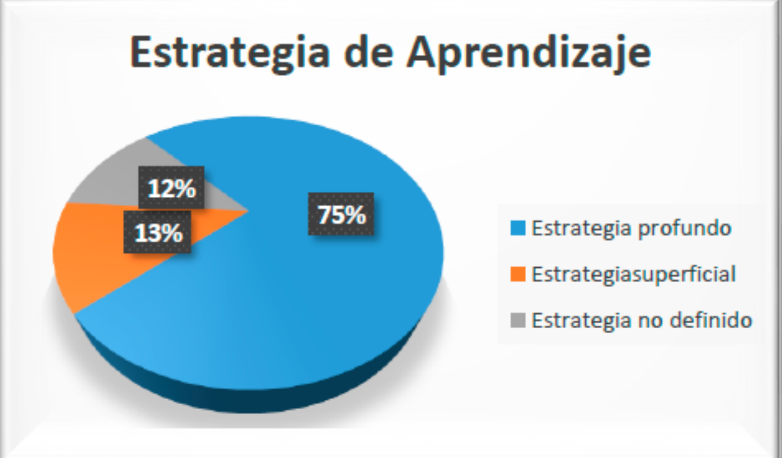 Estrategia de Aprendizaje
12%
75%
13%
Estrategia profundo
Estrategiasuperficial
Estrategia no definido